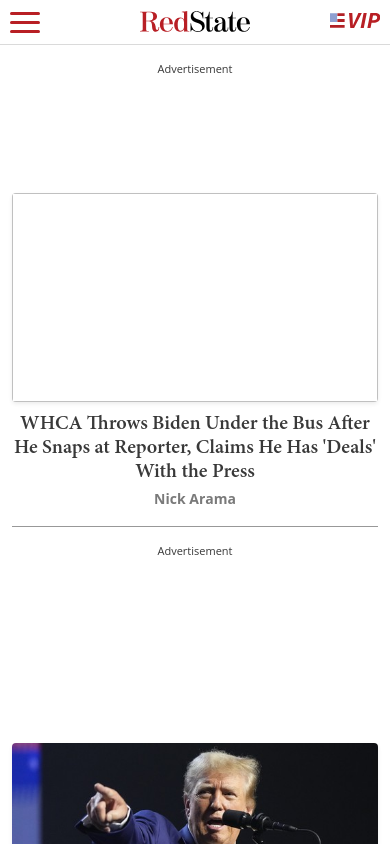 RedState
VIP
Advertisement
WHCA Throws Biden Under the Bus After
He Snaps at Reporter, Claims He Has 'Deals'
With the Press
Nick Arama
Advertisement